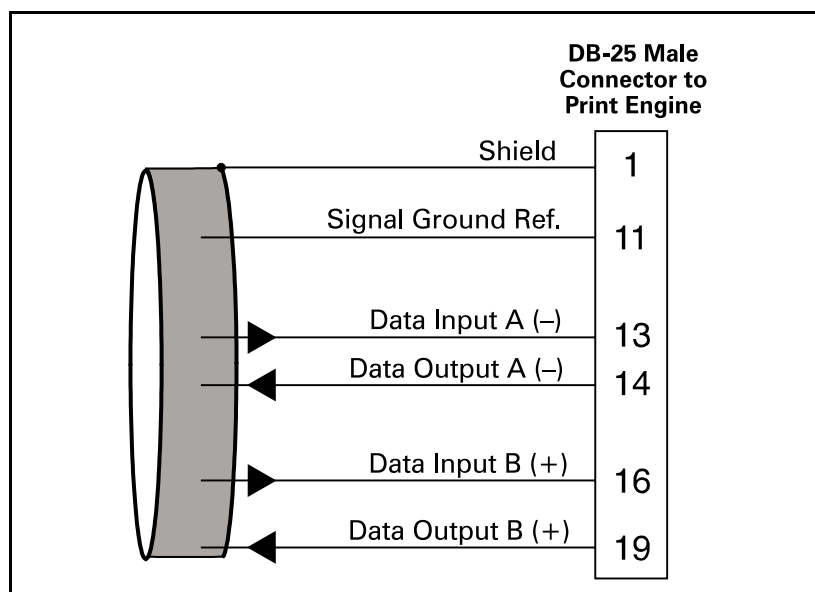 DB-25 Male
Connector to
Print Engine
Shield 1
Signal Ground Ref. 11
Data Input A (–) 13
Data Output A (–) 14
Data Input B (+) 16
Data Output B (+) 19